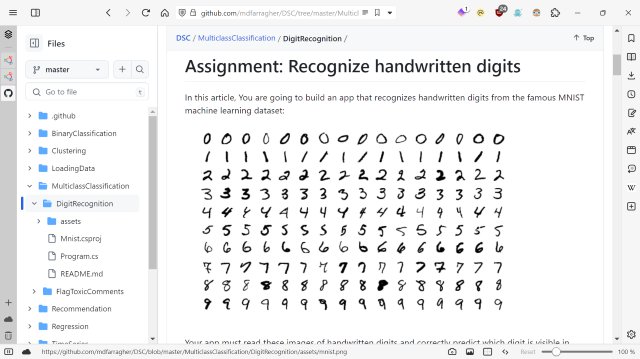 github.com/mdfarragher/DSC/tree/master/Multicl
Files
master
Go to file
t
.github
BinaryClassification
Clustering
LoadingData
MulticlassClassification
DigitRecognition
assets
Mnist.csproj
Program.cs
README.md
FlagToxicComments
Recommendation
Regression
DSC / MulticlassClassification / DigitRecognition /
Top
Assignment: Recognize handwritten digits
In this article, You are going to build an app that recognizes handwritten digits from the famous MNIST
machine learning dataset:
0 0 0 0 0 0 0 0 0 0 0 0 0 0 0 0
1 1 1 1 1 1 1 1 1 1 1 1 1 1 1 1
2 2 2 2 2 2 2 2 2 2 2 2 2 2 2 2
3 3 3 3 3 3 3 3 3 3 3 3 3 3 3 3
4 4 4 4 4 4 4 4 4 4 4 4 4 4 4 4
5 5 5 5 5 5 5 5 5 5 5 5 5 5 5 5
6 6 6 6 6 6 6 6 6 6 6 6 6 6 6 6
7 7 7 7 7 7 7 7 7 7 7 7 7 7 7 7
8 8 8 8 8 8 8 8 8 8 8 8 8 8 8 8
9 9 9 9 9 9 9 9 9 9 9 9 9 9 9 9
Your app must read these images of handwritten digits and correctly predict which digit is visible in
https://github.com/mdfarragher/DSC/blob/master/MulticlassClassification/DigitRecognition/assets/mnist.png
Reset
100 %